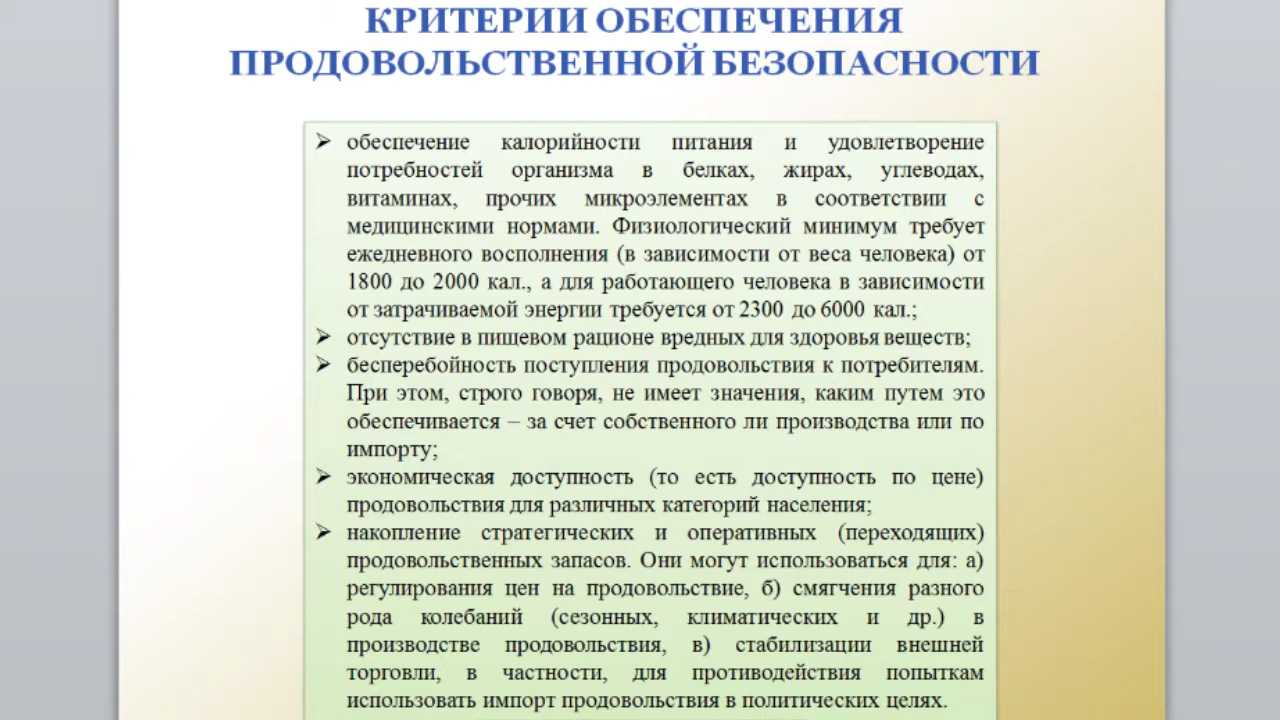 КРИТЕРИИ ОБЕСПЕЧЕНИЯ
ПРОДОВОЛЬСТВЕННОЙ БЕЗОПАСНОСТИ
➢ обеспечение калорийности питания и удовлетворение
потребностей организма в белках, жирах, углеводах,
витаминах, прочих микроэлементах в соответствии с
медицинскими нормами. Физиологический минимум требует
ежедневного восполнения (в зависимости от веса человека) от
1800 до 2000 кал., а для работающего человека в зависимости
от затрачиваемой энергии требуется от 2300 до 6000 кал.;
➢ отсутствие в пищевом рационе вредных для здоровья веществ;
➢ бесперебойность поступления продовольствия к потребителям.
При этом, строго говоря, не имеет значения, каким путем это
обеспечивается – за счет собственного ли производства или по
импорту;
➢ экономическая доступность (то есть доступность по цене)
продовольствия для различных категорий населения;
➢ накопление стратегических и оперативных (переходящих)
продовольственных запасов. Они могут использоваться для: а)
регулирования цен на продовольствие, б) смягчения разного
рода колебаний (сезонных, климатических и др.) в
производстве продовольствия, в) стабилизации внешней
торговли, в частности, для противодействия попыткам
использовать импорт продовольствия в политических целях.